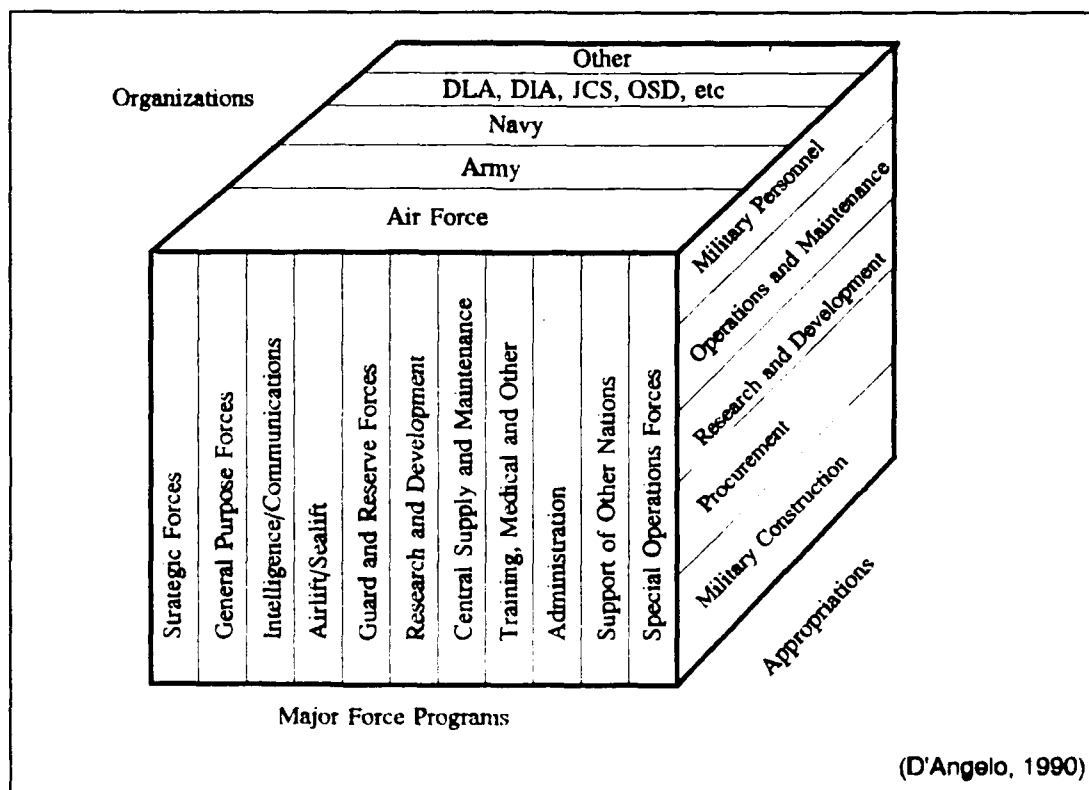 Organizations
Other
DLA, DIA, JCS, OSD, etc
Navy
Army
Air Force
Strategic Forces
General Purpose Forces
Intelligence/Communications
Airlift/Sealift
Guard and Reserve Forces
Research and Development
Central Supply and Maintenance
Training, Medical and Other
Administration
Support of Other Nations
Special Operations Forces
Military Personnel
Operations and Maintenance
Research and Development
Procurement
Military Construction
Appropriations
Major Force Programs
(D'Angelo, 1990)